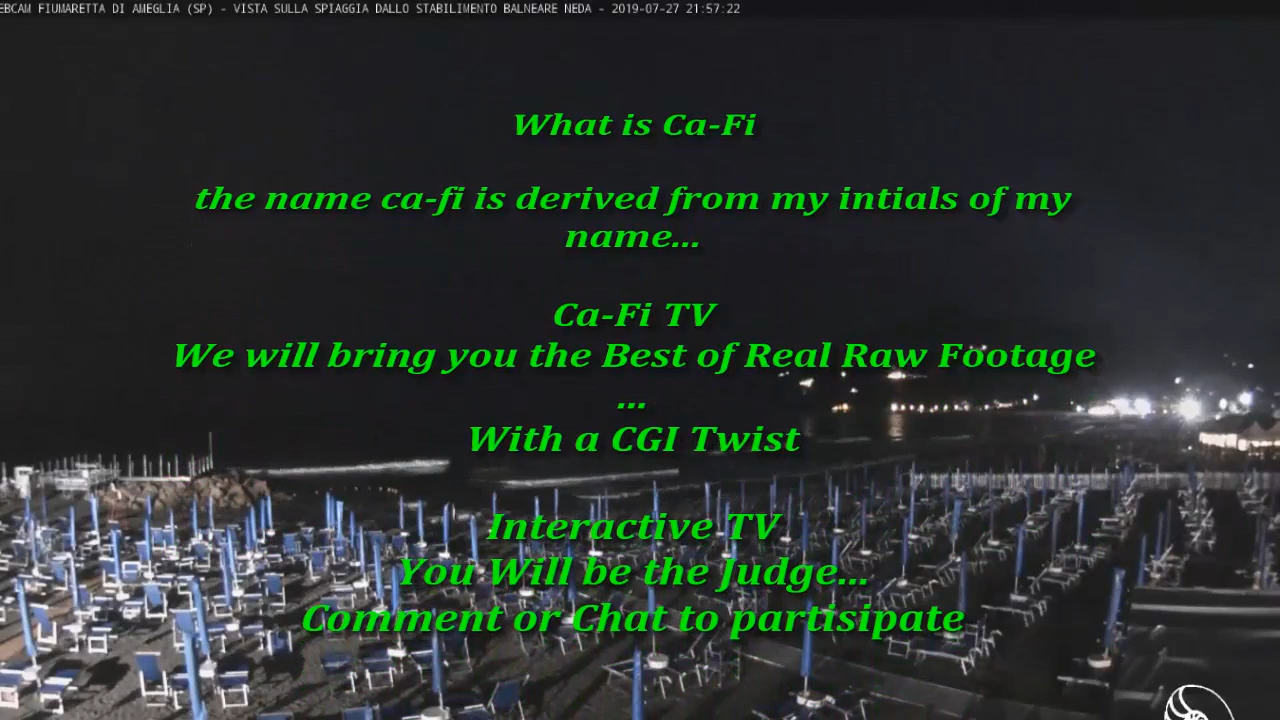 EBCAM FIUMARETTA DI AMEGLIA (SP) - VISTA SULLA SPIAGGIA DALLO STABILIMENTO BALNEARE NEDA - 2019-07-27 21:57:22
What is Ca-Fi
the name ca-fi is derived from my intials of my
name...
Ca-Fi TV
We will bring you the Best of Real Raw Footage
...
With a CGI Twist
Interactive TV
You Will be the Judge...
Comment or Chat to partisipate